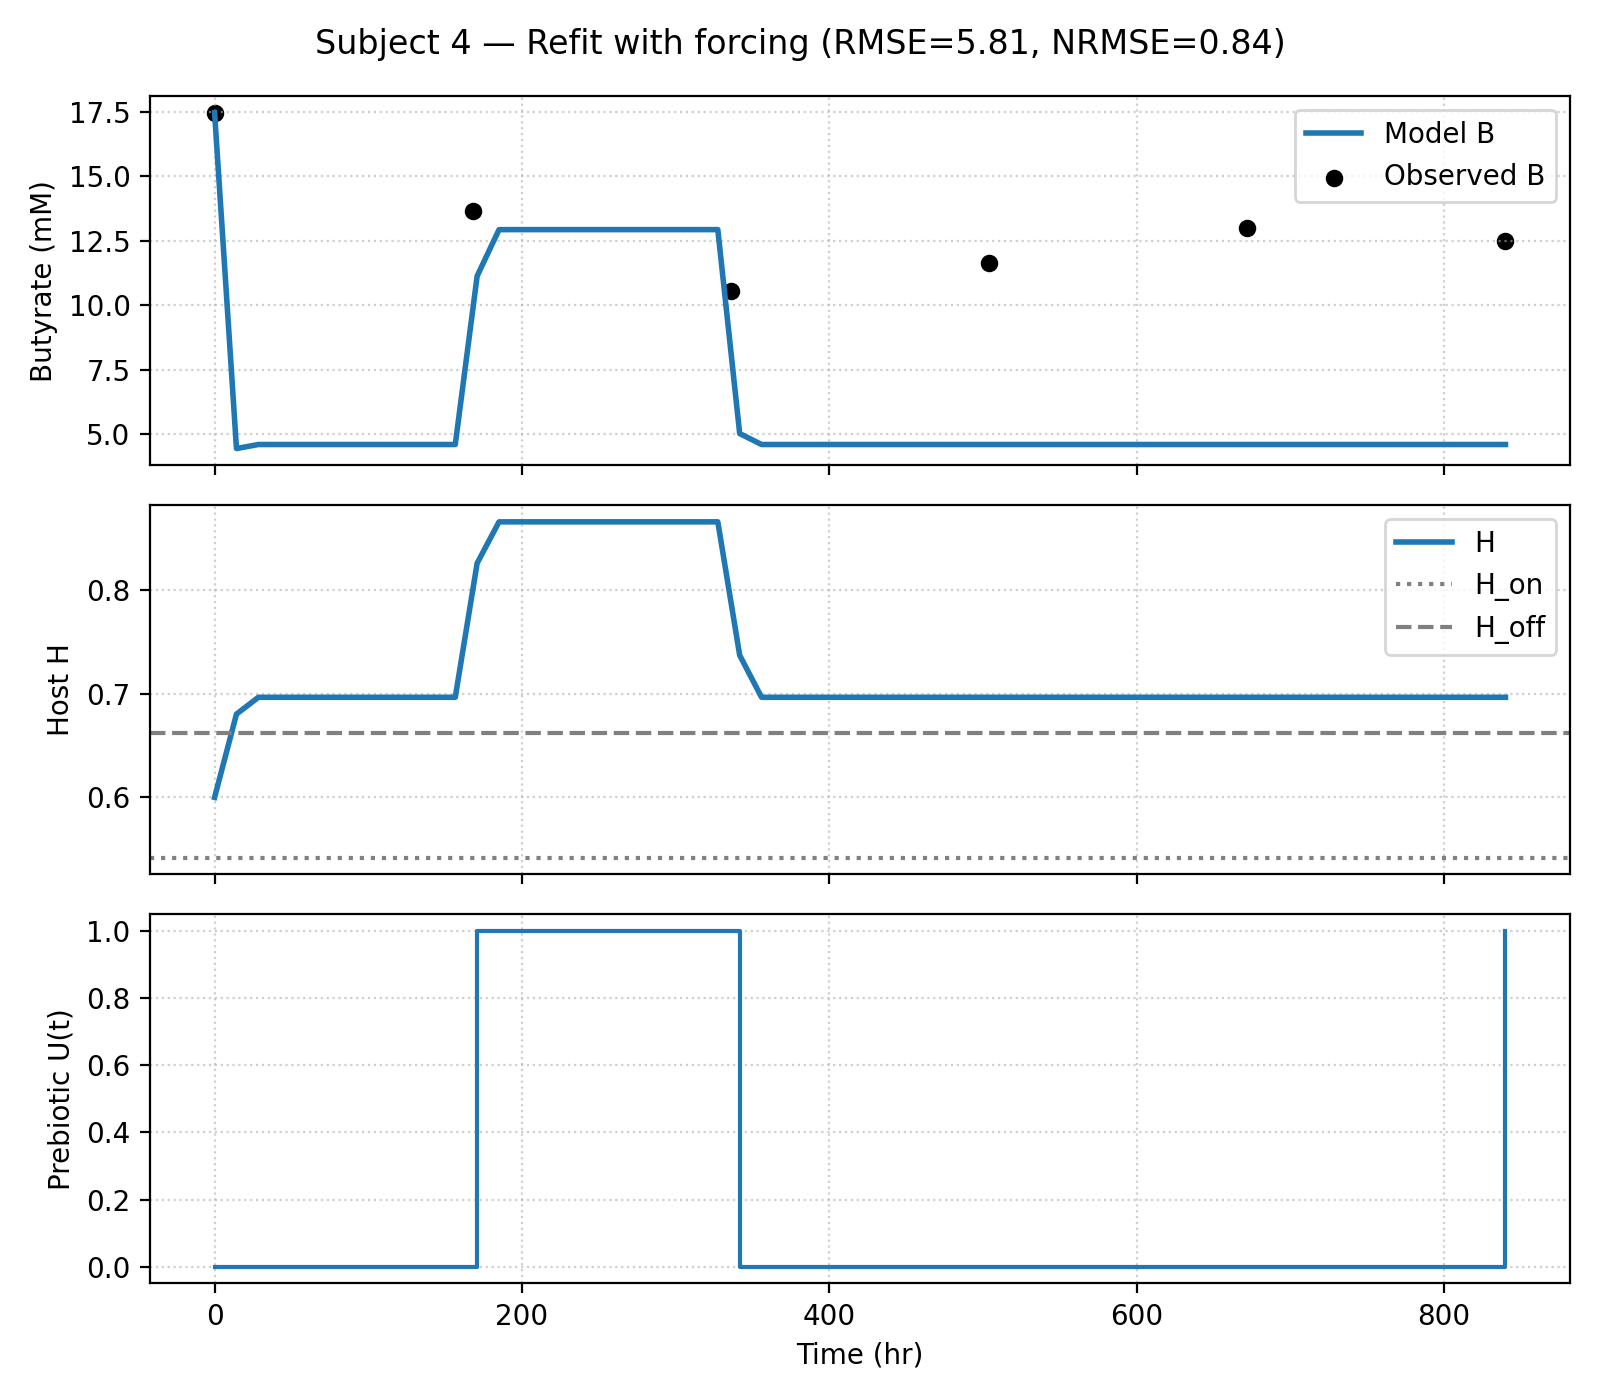 Subject 4 — Refit with forcing (RMSE=5.81, NRMSE=0.84)
17.5
15.0
12.5
10.0
7.5
5.0
Butyrate (mM)
Model B
Observed B
0.8
0.7
0.6
Host H
H
H_on
H_off
1.0
0.8
0.6
0.4
0.2
0.0
Prebiotic U(t)
0 200 400 600 800
Time (hr)